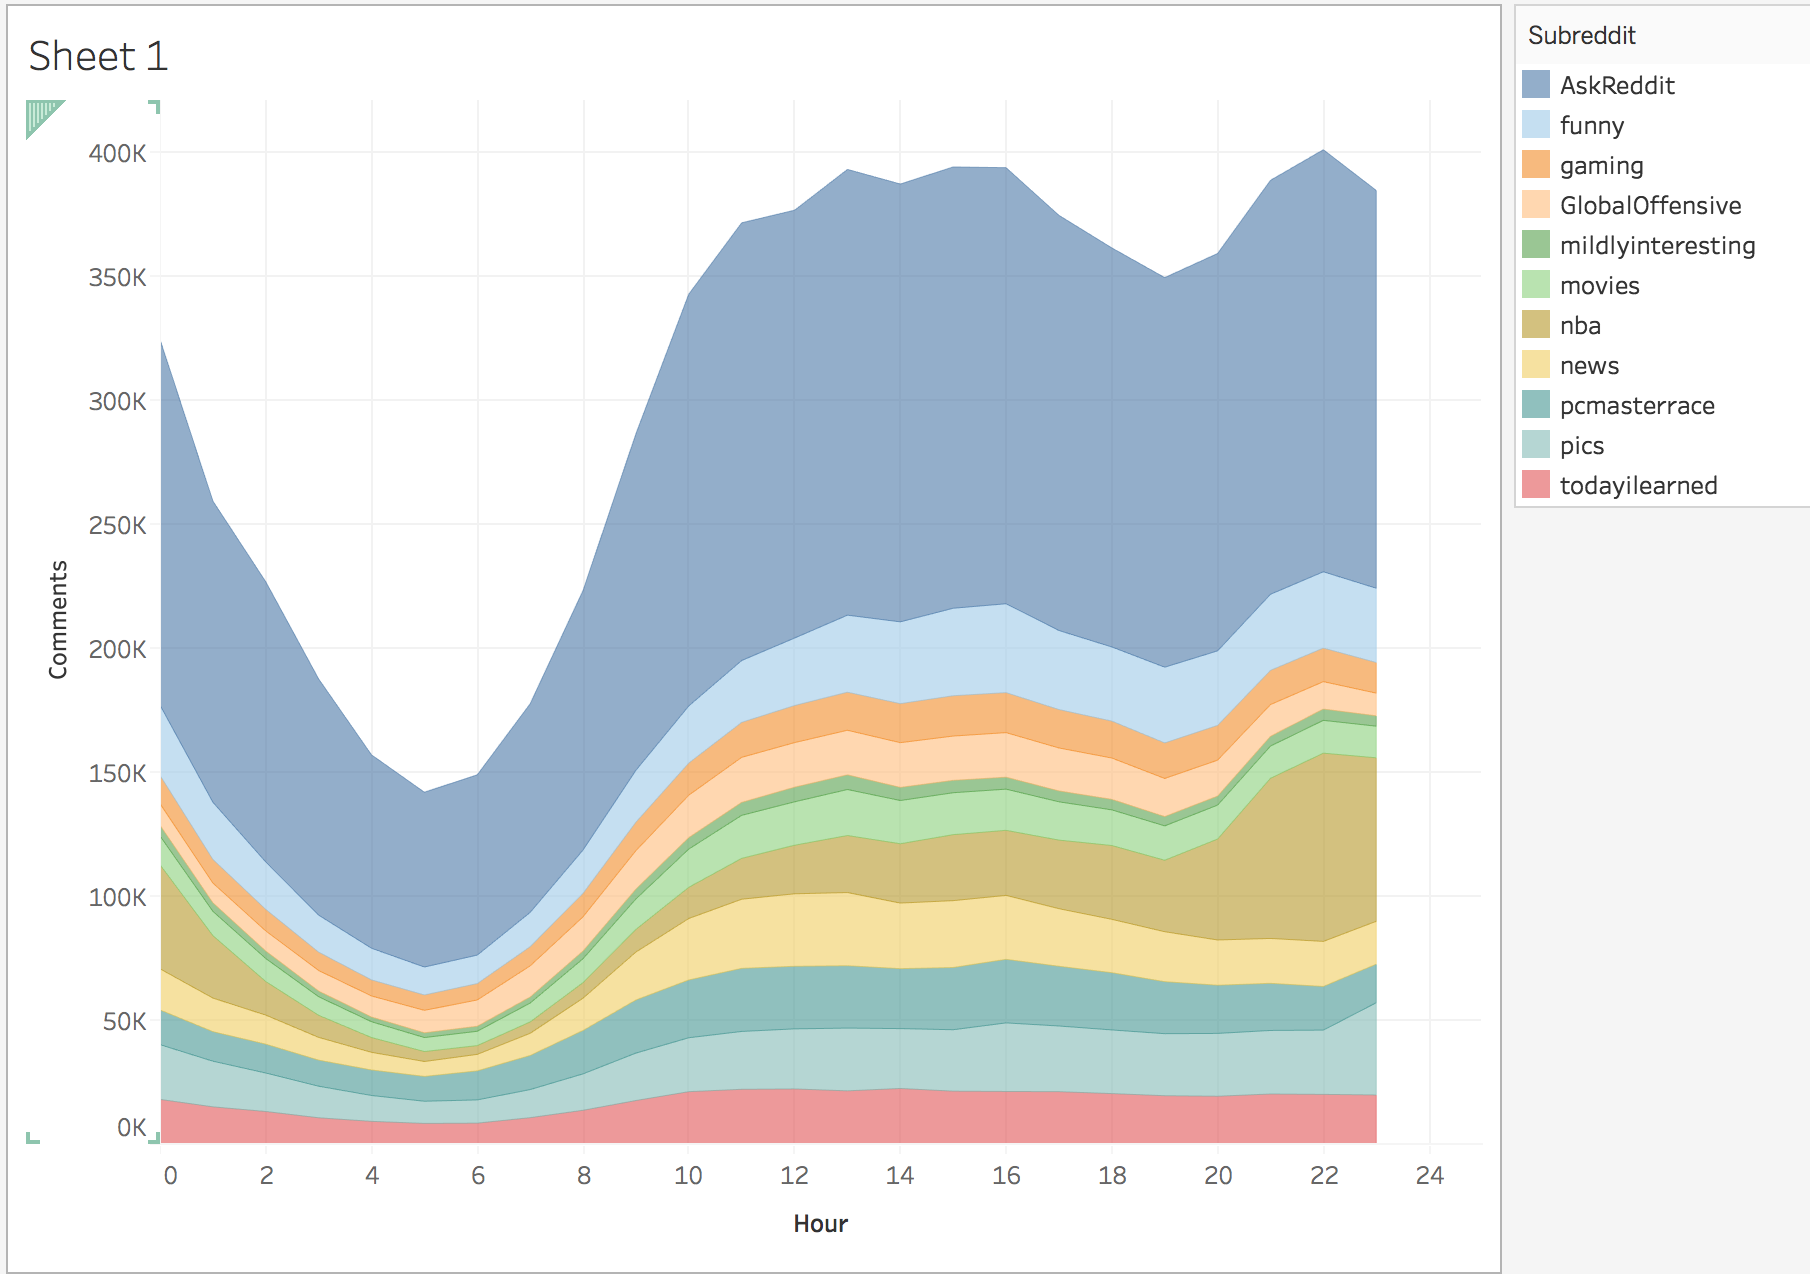 Sheet 1
400K
350K
300K
250K
200K
150K
100K
50K
0K
Comments
0 2 4 6 8 10 12 14 16 18 20 22 24
Hour
Subreddit
AskReddit
funny
gaming
GlobalOffensive
mildlyinteresting
movies
nba
news
pcmasterrace
pics
todayilearned